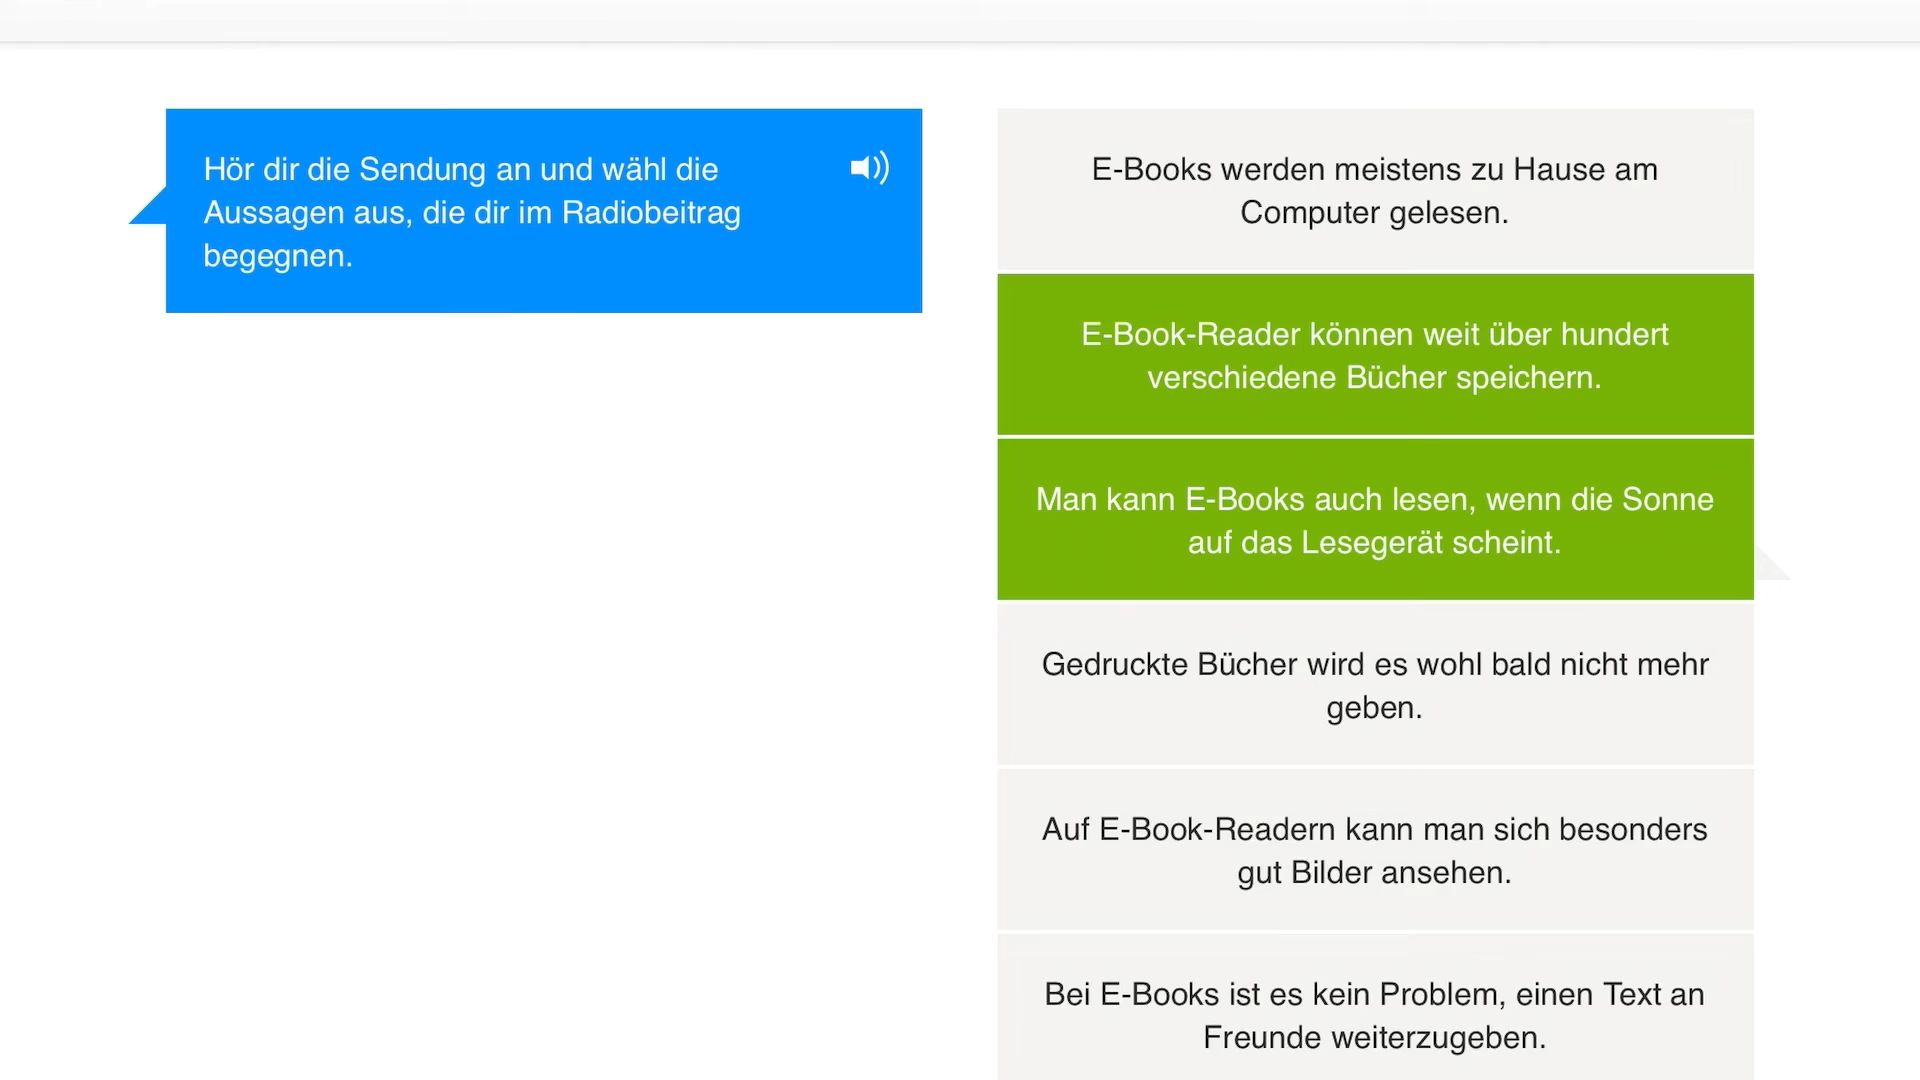 Hör dir die Sendung an und wähl die
Aussagen aus, die dir im Radiobeitrag
begegnen.
E-Books werden meistens zu Hause am
Computer gelesen.
E-Book-Reader können weit über hundert
verschiedene Bücher speichern.
Man kann E-Books auch lesen, wenn die Sonne
auf das Lesegerät scheint.
Gedruckte Bücher wird es wohl bald nicht mehr
geben.
Auf E-Book-Readern kann man sich besonders
gut Bilder ansehen.
Bei E-Books ist es kein Problem, einen Text an
Freunde weiterzugeben.